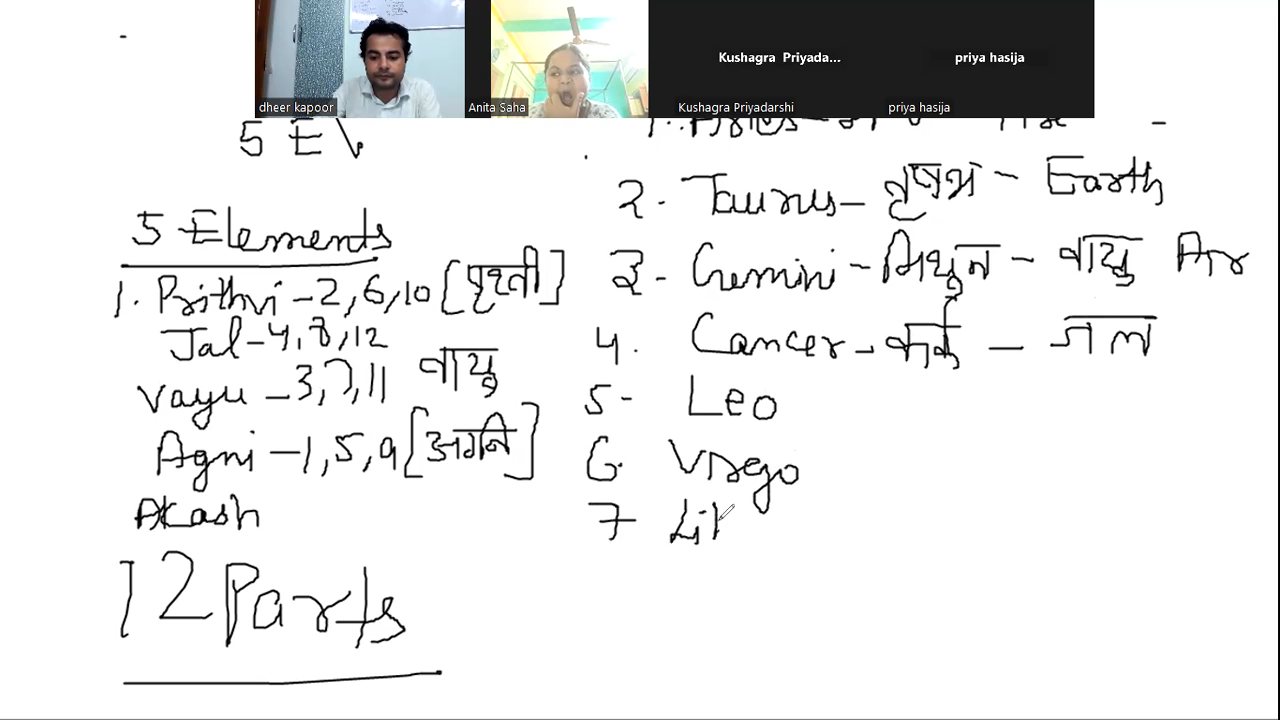 dheer kapoor
Anita Saha
Kushagra Priyada...
Kushagra Priyadarshi
priya hasija
priya hasija
5 El
5 Elements
1. Prithvi - 2, 6, 10 [पृथ्वी]
Jal - 4, 8, 12
Vayu - 3, 7, 11 वायु
Agni - 1, 5, 9 [अग्नि]
Akash
12 Parts
2. Taurus - वृषभ - Earth
3. Gemini - मिथुन - वायु Air
4. Cancer - कर्क - जल
5. Leo
6. Virgo
7 Lib